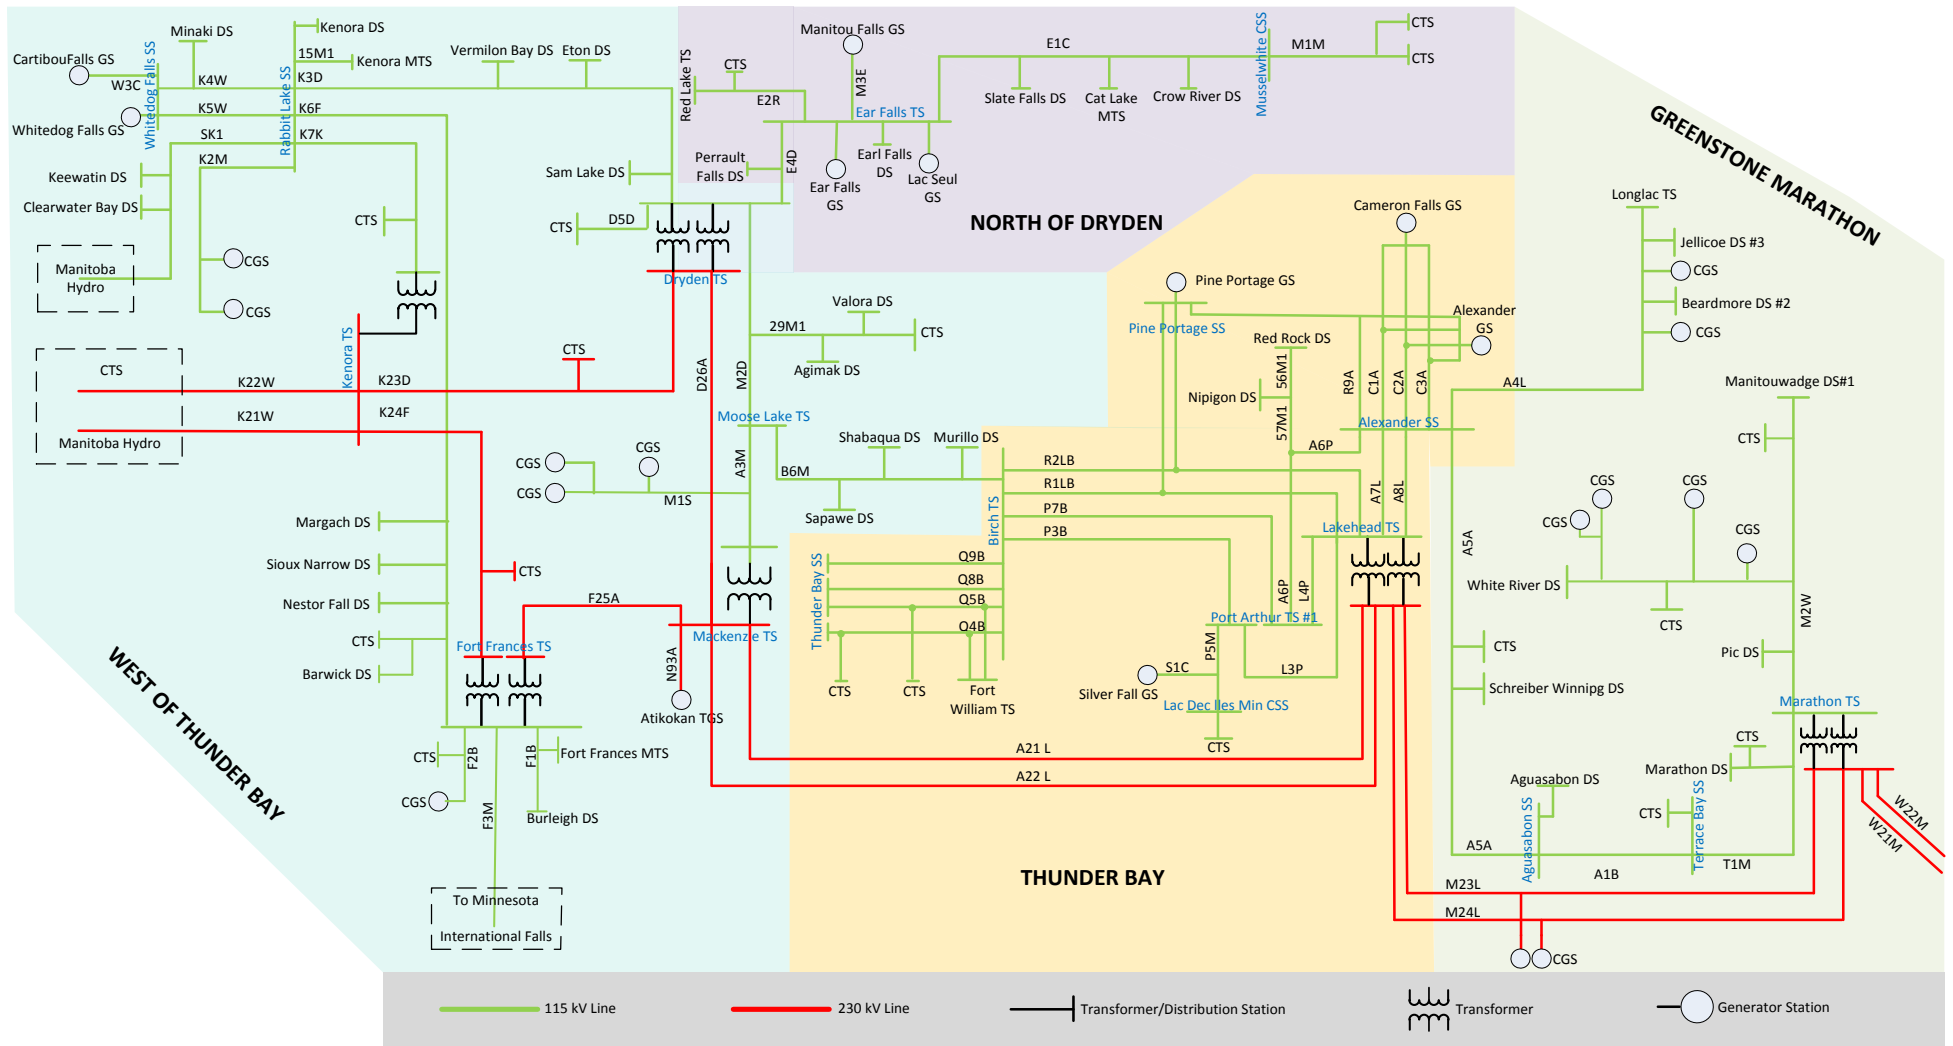 CartibouFalls GS
Minaki DS
Kenora DS
15M1
Kenora MTS
Vermilon Bay DS
Eton DS
W3C
K4W
K3D
Whitedog Falls SS
Rabbit Lake SS
K5W
K6F
Whitedog Falls GS
SK1
K7K
K2M
Keewatin DS
Clearwater Bay DS
CTS
Manitoba
Hydro
CGS
CGS
Sam Lake DS
CTS
D5D
Dryden TS
Kenora TS
CTS
CTS
K22W
K23D
K21W
K24F
Manitoba Hydro
D26A
M2D
29M1
Valora DS
CTS
Agimak DS
Moose Lake TS
Shabaqua DS
Murillo DS
A3M
B6M
Sapawe DS
CGS
CGS
CGS
M1S
Margach DS
Sioux Narrow DS
Nestor Fall DS
CTS
Barwick DS
CTS
F25A
Fort Frances TS
N93A
Mackenzie TS
Atikokan TGS
CTS
F2B
F1B
Fort Frances MTS
CGS
F3M
Burleigh DS
To Minnesota
International Falls
WEST OF THUNDER BAY
Red Lake TS
CTS
E2R
Manitou Falls GS
M3E
Ear Falls TS
E1C
Slate Falls DS
Cat Lake
MTS
Crow River DS
Musselwhite CSS
M1M
CTS
CTS
Perrault
Falls DS
E4D
Ear Falls
GS
Earl Falls
DS
Lac Seul
GS
NORTH OF DRYDEN
GREENSTONE MARATHON
Cameron Falls GS
Pine Portage GS
Pine Portage SS
Alexander
GS
Red Rock DS
56M1
Nipigon DS
57M1
R9A
C1A
C2A
C3A
Alexander SS
A6P
R2LB
R1LB
P7B
P3B
A7L
A8L
Birch TS
Lakehead TS
Thunder Bay SS
Q9B
Q8B
Q5B
Q4B
CTS
CTS
Fort
William TS
A6P
L4P
Port Arthur TS #1
P5M
S1C
L3P
Silver Fall GS
Lac Dec Iles Min CSS
CTS
A21 L
A22 L
THUNDER BAY
Longlac TS
Jellicoe DS #3
CGS
Beardmore DS #2
CGS
A4L
Manitouwadge DS#1
CTS
CGS
CGS
CGS
CGS
A5A
White River DS
CTS
M2W
CTS
Pic DS
Schreiber Winnipg DS
Marathon TS
CTS
Marathon DS
Aguasabon DS
Aguasabon SS
Terrace Bay SS
CTS
A5A
A1B
T1M
W22M
W21M
M23L
M24L
CGS
115 kV Line
230 kV Line
Transformer/Distribution Station
Transformer
Generator Station